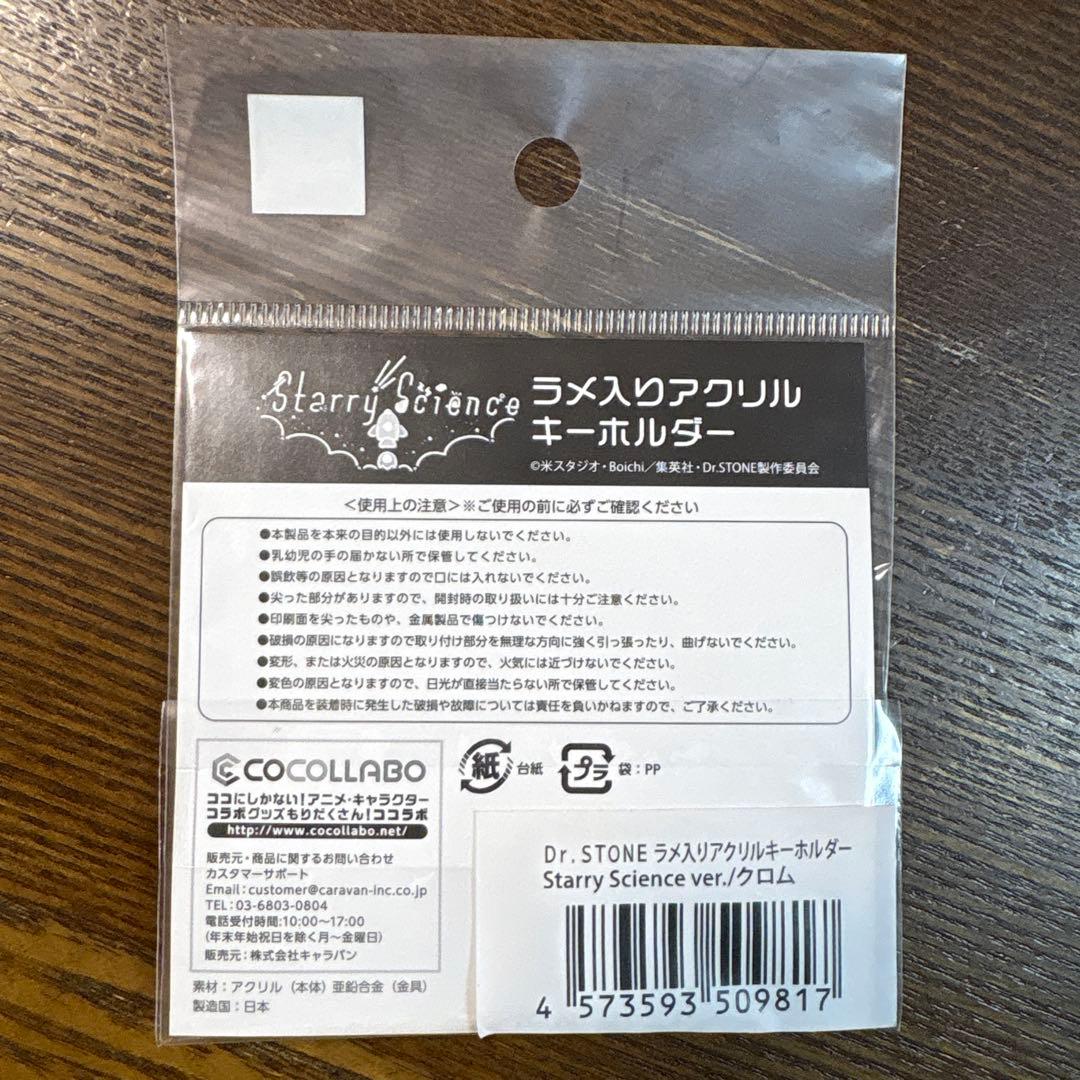 Starry Science
ラメ入りアクリル
キーホルダー
©米スタジオ・Boichi／集英社・Dr.STONE製作委員会
＜使用上の注意＞※ご使用の前に必ずご確認ください
●本製品を本来の目的以外には使用しないでください。
●乳幼児の手の届かない所で保管してください。
●誤飲等の原因となりますので口には入れないでください。
●尖った部分がありますので、開封時の取り扱いには十分ご注意ください。
●印刷面を尖ったものや、金属製品で傷つけないでください。
●破損の原因になりますので取り付け部分を無理な方向に強く引っ張ったり、曲げないでください。
●変形、または火災の原因となりますので、火気には近づけないでください。
●変色の原因となりますので、日光が直接当たらない所で保管してください。
●本商品を装着時に発生した破損や故障については責任を負いかねますので、ご了承ください。
COCOLLABO
ココにしかない！アニメ・キャラクター
コラボグッズもりだくさん！ココラボ
http://www.cocollabo.net/
販売元・商品に関するお問い合わせ
カスタマーサポート
Email：customer@caravan-inc.co.jp
TEL：03-6803-0804
電話受付時間:10:00〜17:00
（年末年始祝日を除く月〜金曜日）
販売元：株式会社キャラバン
素材：アクリル（本体）亜鉛合金（金具）
製造国：日本
紙 台紙 プラ 袋：PP
Dr.STONE ラメ入りアクリルキーホルダー
Starry Science ver./クロム
4 573593 509817